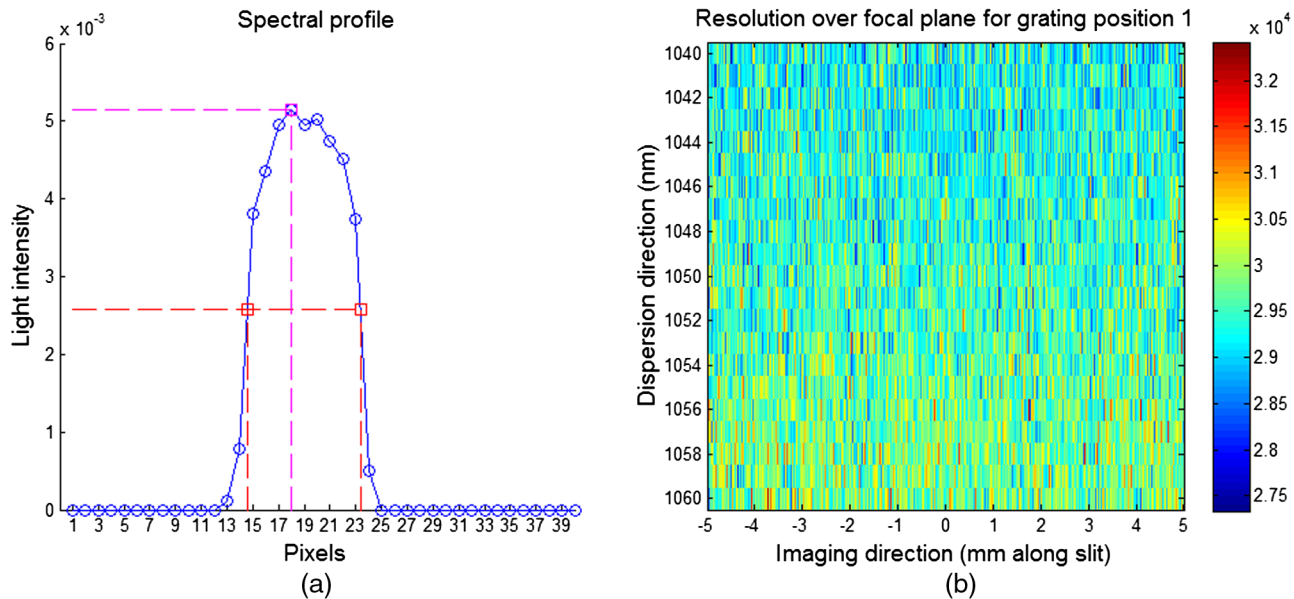 Spectral profile
x 10⁻³
6
5
4
3
2
1
0
Light intensity
1 3 5 7 9 11 13 15 17 19 21 23 25 27 29 31 33 35 37 39
Pixels
(a)
Resolution over focal plane for grating position 1
x 10⁴
1040
1042
1044
1046
1048
1050
1052
1054
1056
1058
1060
Dispersion direction (nm)
-5 -4 -3 -2 -1 0 1 2 3 4 5
Imaging direction (mm along slit)
3.2
3.15
3.1
3.05
3
2.95
2.9
2.85
2.8
2.75
(b)